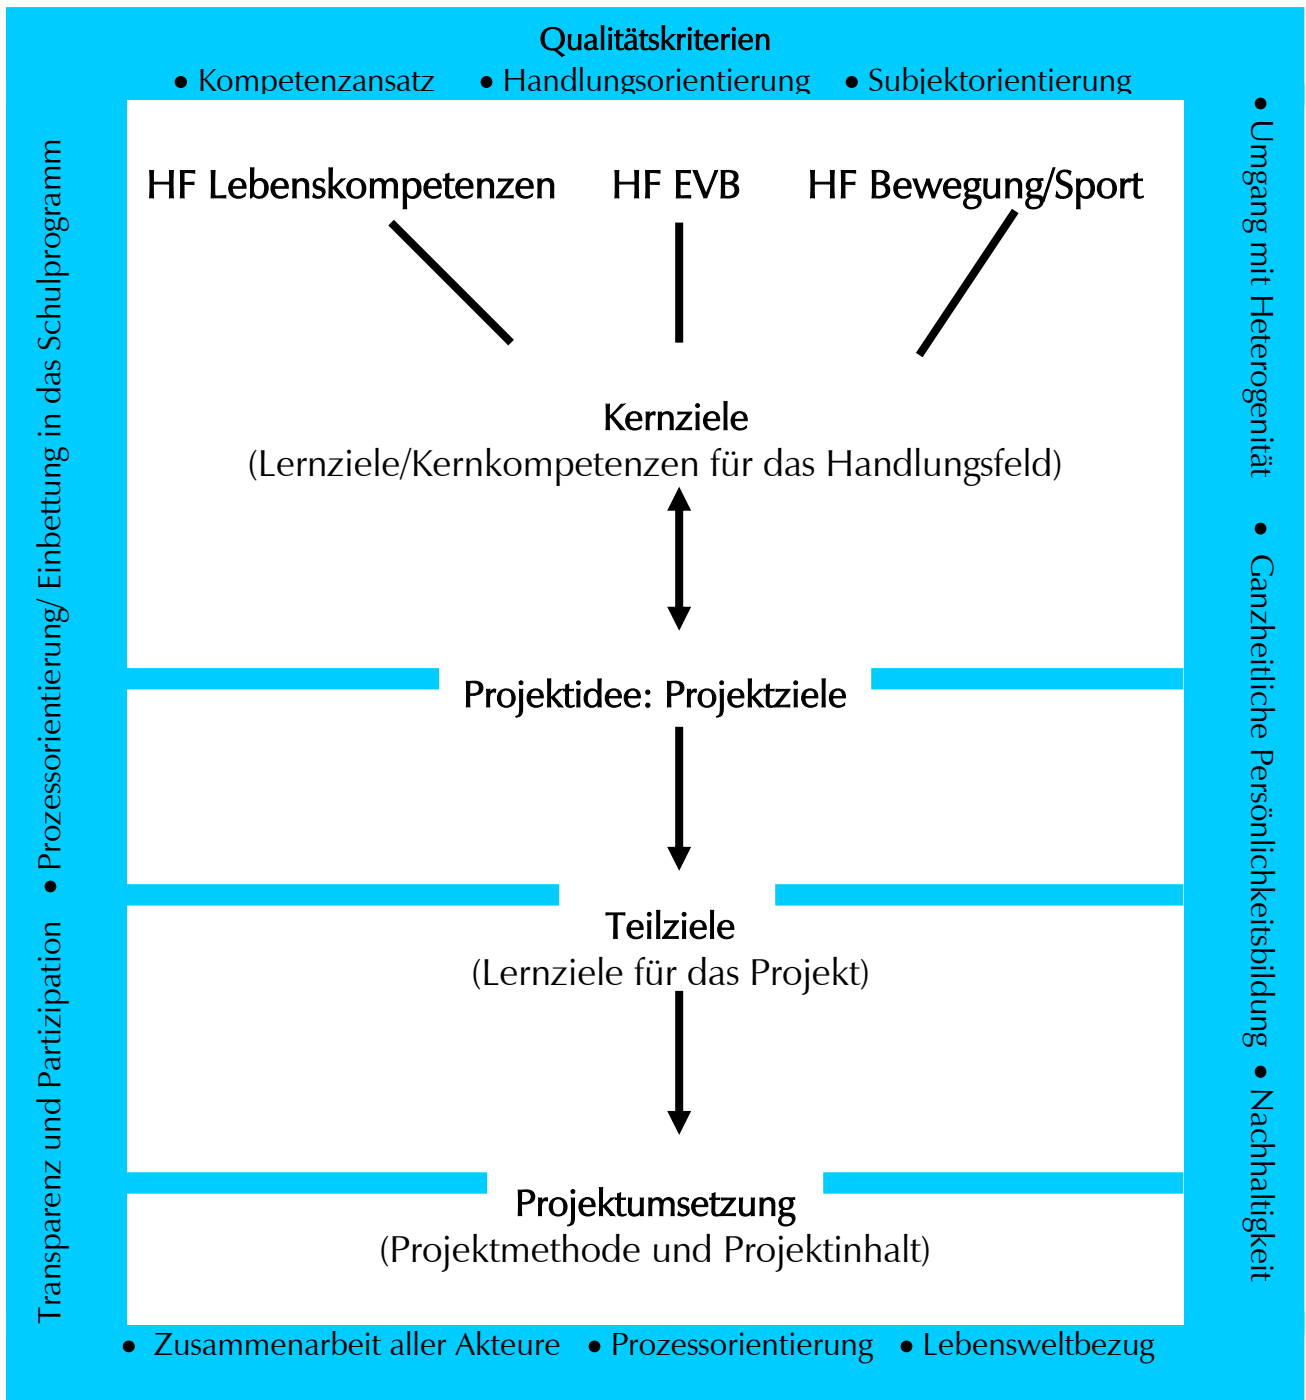 Qualitätskriterien
• Kompetenzansatz • Handlungsorientierung • Subjektorientierung
HF Lebenskompetenzen HF EVB HF Bewegung/Sport
Kernziele
(Lernziele/Kernkompetenzen für das Handlungsfeld)
Projektidee: Projektziele
Teilziele
(Lernziele für das Projekt)
Projektumsetzung
(Projektmethode und Projektinhalt)
• Umgang mit Heterogenität • Ganzheitliche Persönlichkeitsbildung • Nachhaltigkeit
• Zusammenarbeit aller Akteure • Prozessorientierung • Lebensweltbezug
Transparenz und Partizipation • Prozessorientierung/ Einbettung in das Schulprogramm